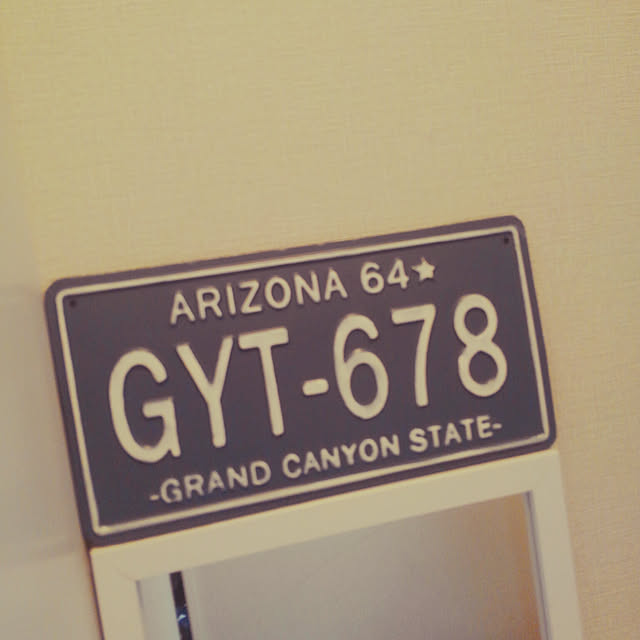 ARIZONA 64★
GYT-678
-GRAND CANYON STATE-